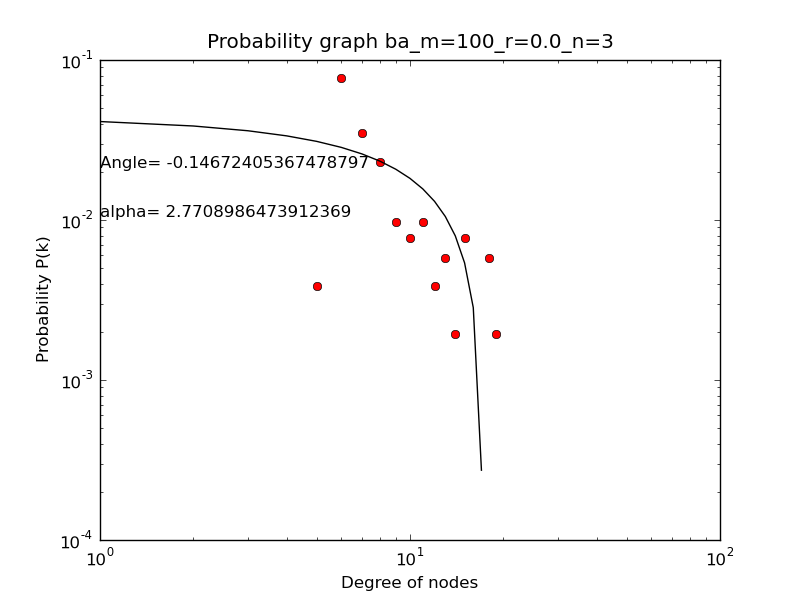 Probability graph ba_m=100_r=0.0_n=3
10^-1
Angle= -0.14672405367478797
10^-2
alpha= 2.7708986473912369
Probability P(k)
10^-3
10^-4
10^0 10^1 10^2
Degree of nodes